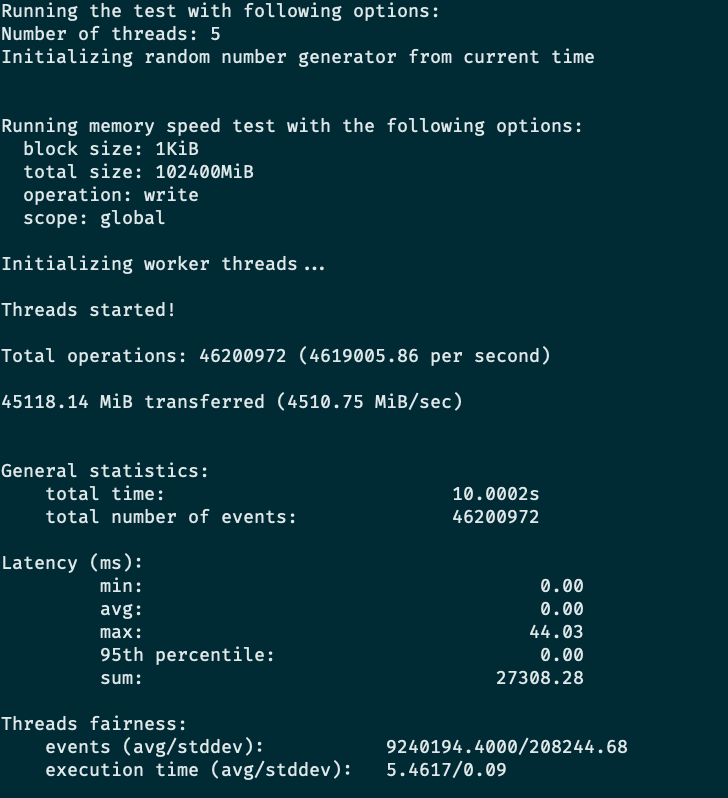 Running the test with following options:
Number of threads: 5
Initializing random number generator from current time
Running memory speed test with the following options:
block size: 1KiB
total size: 102400MiB
operation: write
scope: global
Initializing worker threads...
Threads started!
Total operations: 46200972 (4619005.86 per second)
45118.14 MiB transferred (4510.75 MiB/sec)
General statistics:
total time: 10.0002s
total number of events: 46200972
Latency (ms):
min: 0.00
avg: 0.00
max: 44.03
95th percentile: 0.00
sum: 27308.28
Threads fairness:
events (avg/stddev): 9240194.4000/208244.68
execution time (avg/stddev): 5.4617/0.09